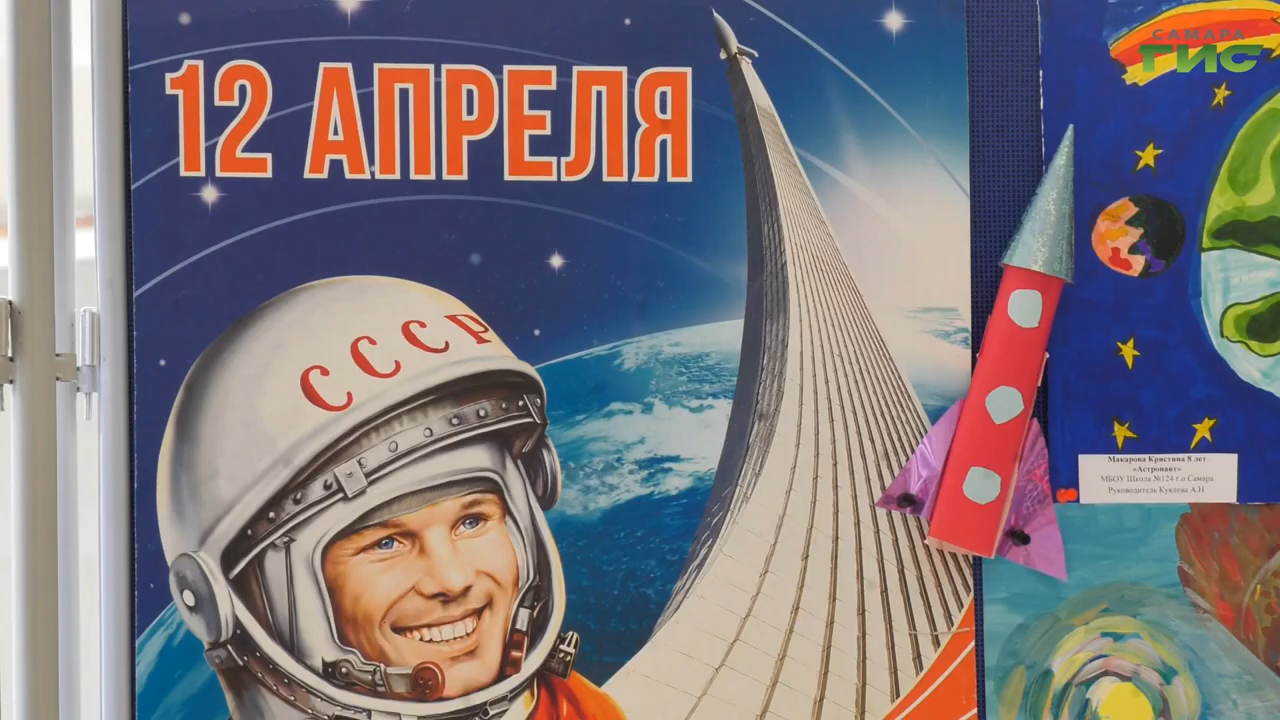 12 АПРЕЛЯ
СССР
САМАРА
ГИС
Макарова Кристина 8 лет
«Астронавт»
МБОУ Школа №124 г.о.Самара
Руководитель Куклева А.Н